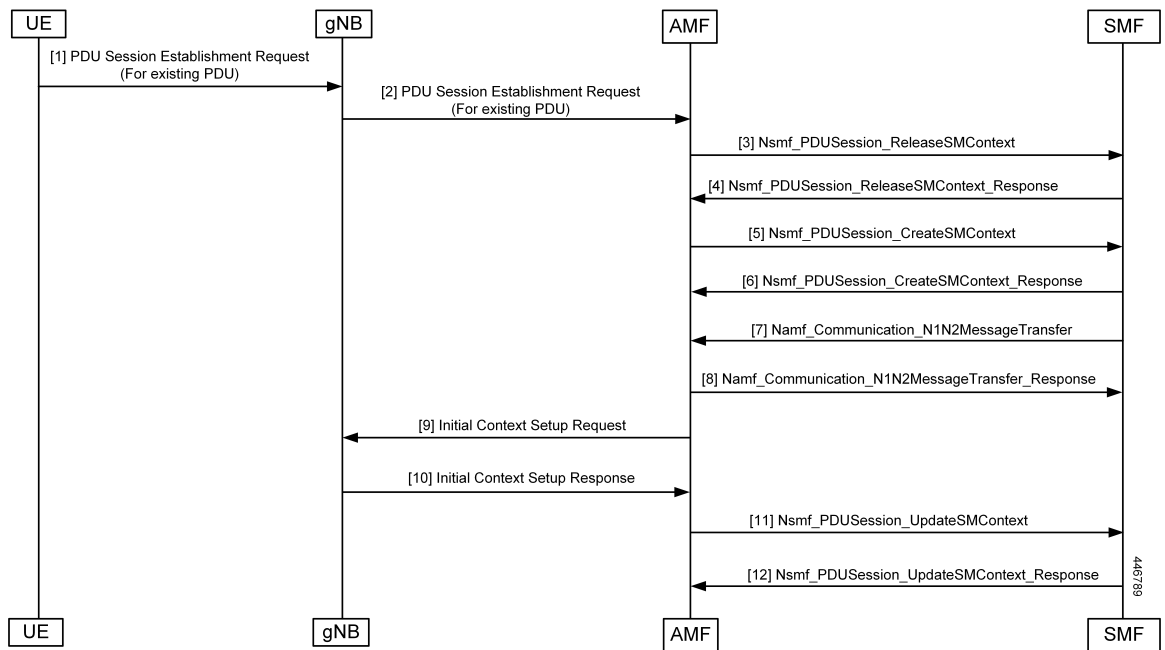 UE
gNB
AMF
SMF
[1] PDU Session Establishment Request
(For existing PDU)
[2] PDU Session Establishment Request
(For existing PDU)
[3] Nsmf_PDUSession_ReleaseSMContext
[4] Nsmf_PDUSession_ReleaseSMContext_Response
[5] Nsmf_PDUSession_CreateSMContext
[6] Nsmf_PDUSession_CreateSMContext_Response
[7] Namf_Communication_N1N2MessageTransfer
[8] Namf_Communication_N1N2MessageTransfer_Response
[9] Initial Context Setup Request
[10] Initial Context Setup Response
[11] Nsmf_PDUSession_UpdateSMContext
[12] Nsmf_PDUSession_UpdateSMContext_Response
446789
UE
gNB
AMF
SMF